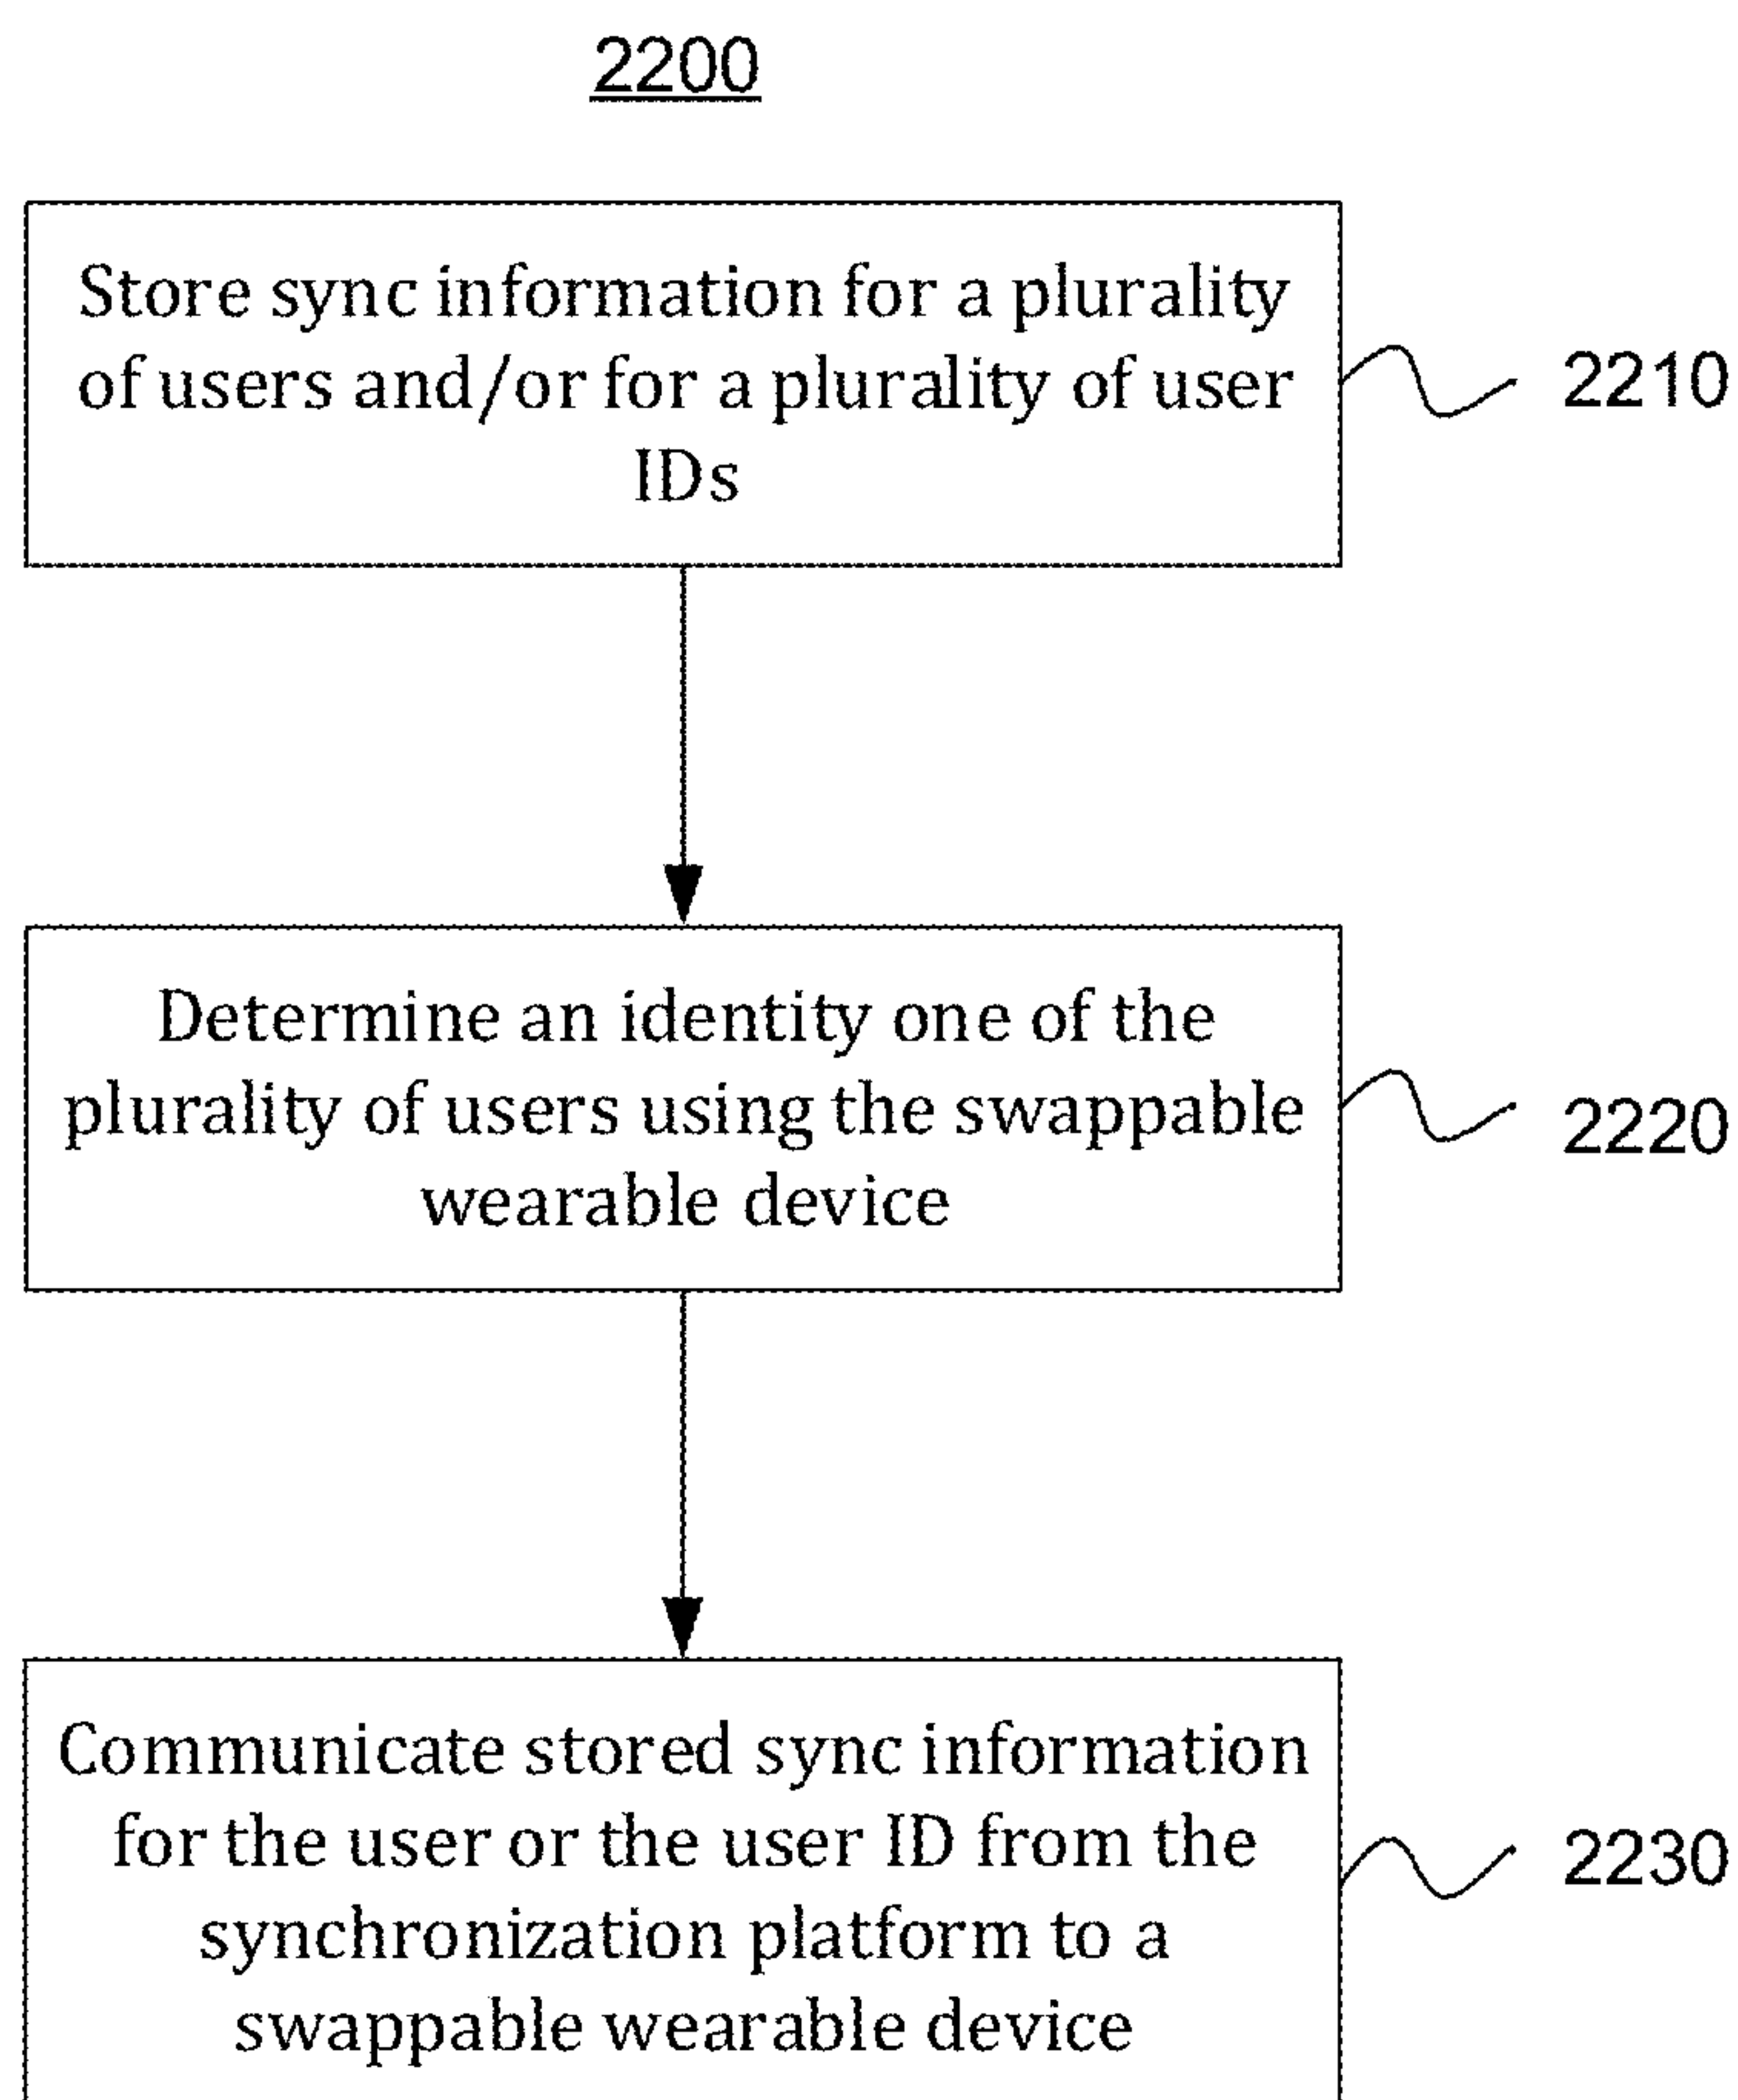 2200
Store sync information for a plurality
of users and/or for a plurality of user
IDs
2210
Determine an identity one of the
plurality of users using the swappable
wearable device
2220
Communicate stored sync information
for the user or the user ID from the
synchronization platform to a
swappable wearable device
2230